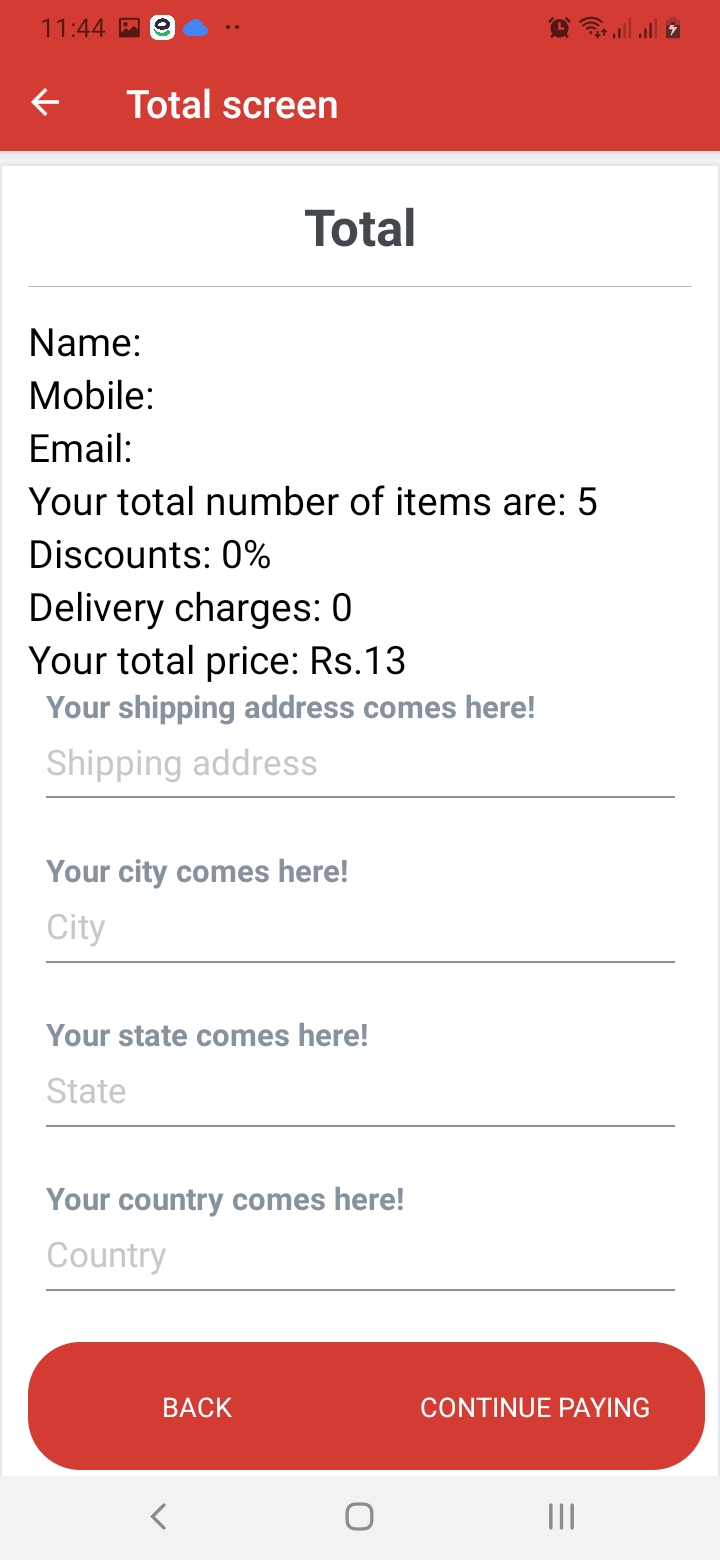 11:44
Total screen
Total
Name:
Mobile:
Email:
Your total number of items are: 5
Discounts: 0%
Delivery charges: 0
Your total price: Rs.13
Your shipping address comes here!
Shipping address
Your city comes here!
City
Your state comes here!
State
Your country comes here!
Country
BACK CONTINUE PAYING